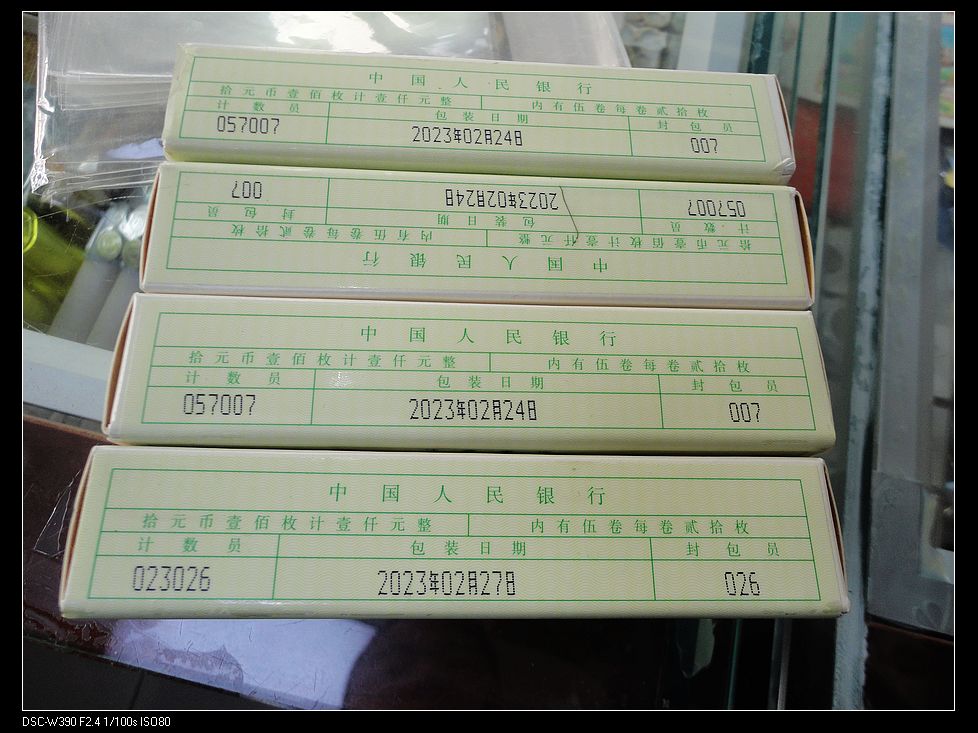 中国人民银行
拾元币壹佰枚计壹仟元整 内有伍卷每卷贰拾枚
计数员 包装日期 封包员
057007 2023年02月24日 007
中国人民银行
拾元币壹佰枚计壹仟元整 内有伍卷每卷贰拾枚
计数员 包装日期 封包员
057007 2023年02月24日 007
中国人民银行
拾元币壹佰枚计壹仟元整 内有伍卷每卷贰拾枚
计数员 包装日期 封包员
057007 2023年02月24日 007
中国人民银行
拾元币壹佰枚计壹仟元整 内有伍卷每卷贰拾枚
计数员 包装日期 封包员
023026 2023年02月27日 026
DSC-W390 F2.4 1/100s ISO80